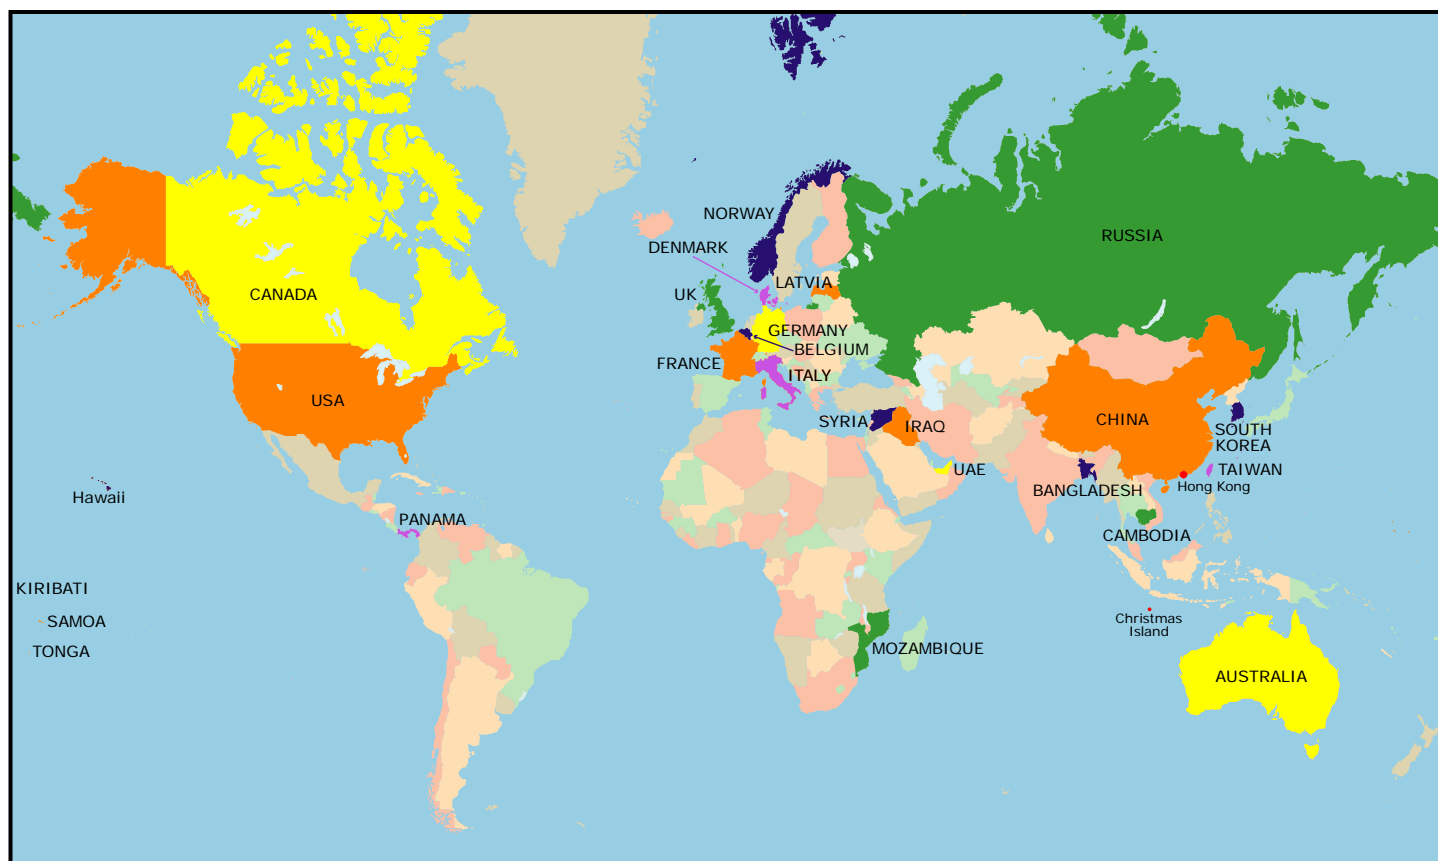 NORWAY
RUSSIA
DENMARK
LATVIA
CANADA
UK
GERMANY
BELGIUM
FRANCE
ITALY
USA
SYRIA
IRAQ
CHINA
SOUTH
KOREA
UAE
TAIWAN
BANGLADESH
Hong Kong
Hawaii
PANAMA
CAMBODIA
KIRIBATI
SAMOA
Christmas
Island
TONGA
MOZAMBIQUE
AUSTRALIA